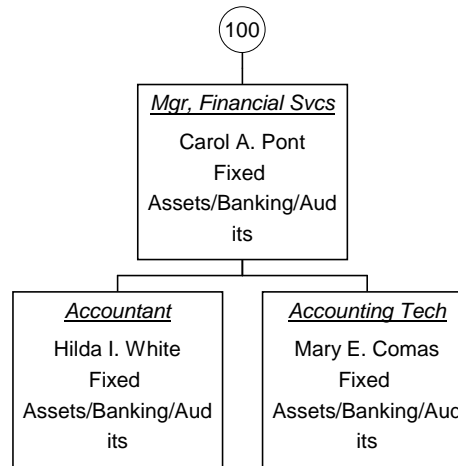 100
Mgr, Financial Svcs
Carol A. Pont
Fixed
Assets/Banking/Aud
its
Accountant
Hilda I. White
Fixed
Assets/Banking/Aud
its
Accounting Tech
Mary E. Comas
Fixed
Assets/Banking/Aud
its